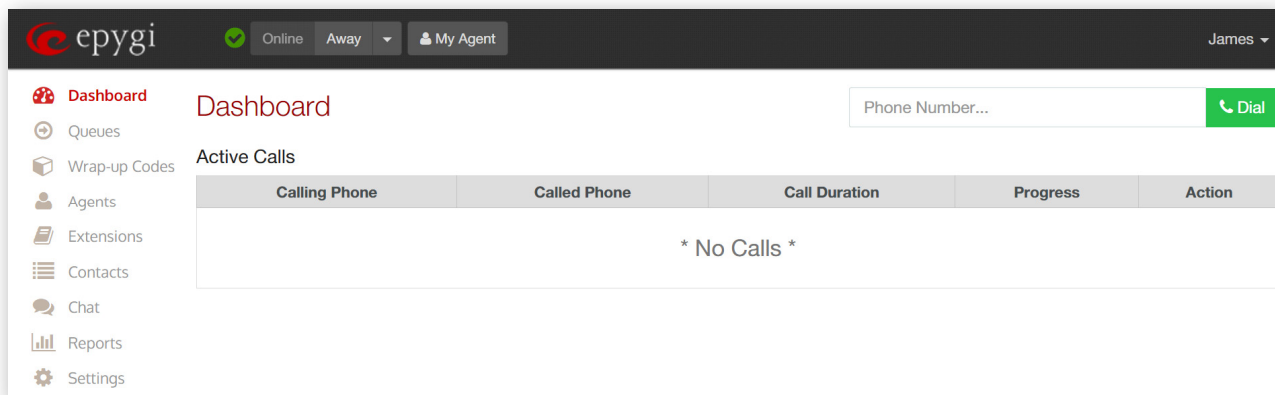 epygi
Online Away My Agent
James
Dashboard
Queues
Wrap-up Codes
Agents
Extensions
Contacts
Chat
Reports
Settings
Dashboard
Phone Number... Dial
Active Calls
Calling Phone Called Phone Call Duration Progress Action
* No Calls *